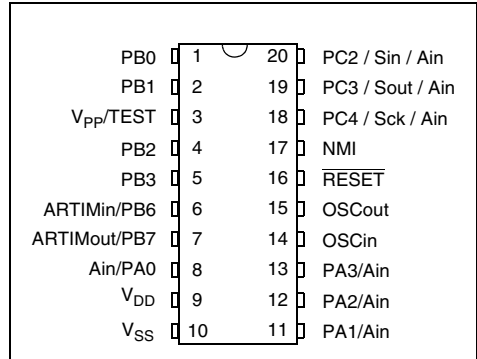 PB0 1 20 PC2 / Sin / Ain
PB1 2 19 PC3 / Sout / Ain
VPP/TEST 3 18 PC4 / Sck / Ain
PB2 4 17 NMI
PB3 5 16 RESET
ARTIMin/PB6 6 15 OSCout
ARTIMout/PB7 7 14 OSCin
Ain/PA0 8 13 PA3/Ain
VDD 9 12 PA2/Ain
VSS 10 11 PA1/Ain